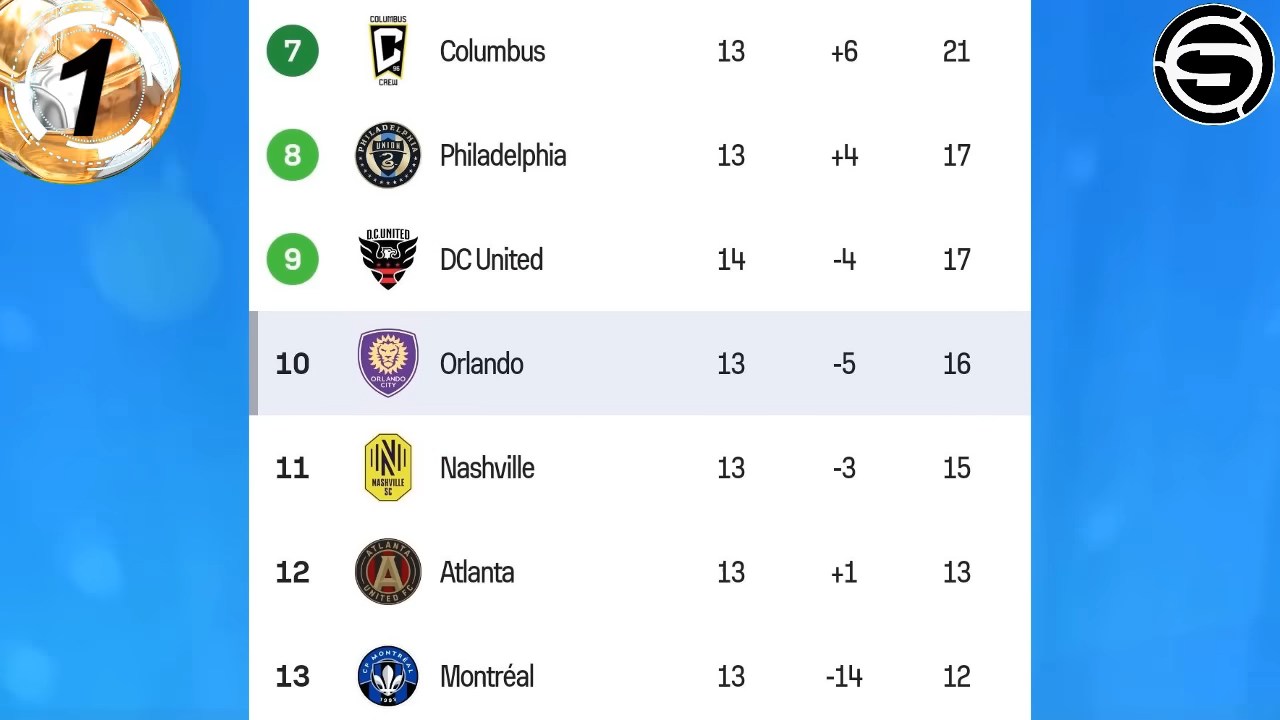 1
7 COLUMBUS C 96 CREW Columbus 13 +6 21
8 PHILADELPHIA UNION Philadelphia 13 +4 17
9 D.C.UNITED DC United 14 -4 17
10 ORLANDO CITY Orlando 13 -5 16
11 N NASHVILLE SC Nashville 13 -3 15
12 ATLANTA UNITED FC A Atlanta 13 +1 13
13 CF MONTRÉAL Montréal 13 -14 12